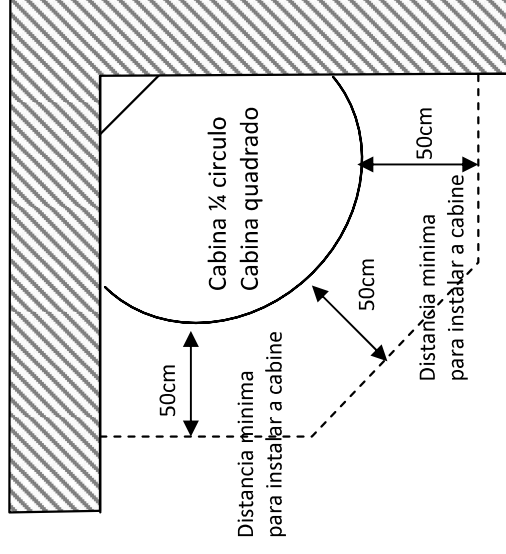 Cabina ¼ circulo
Cabina quadrado
50cm
50cm
50cm
Distancia minima
para instalar a cabine
Distancia minima
para instalar a cabine